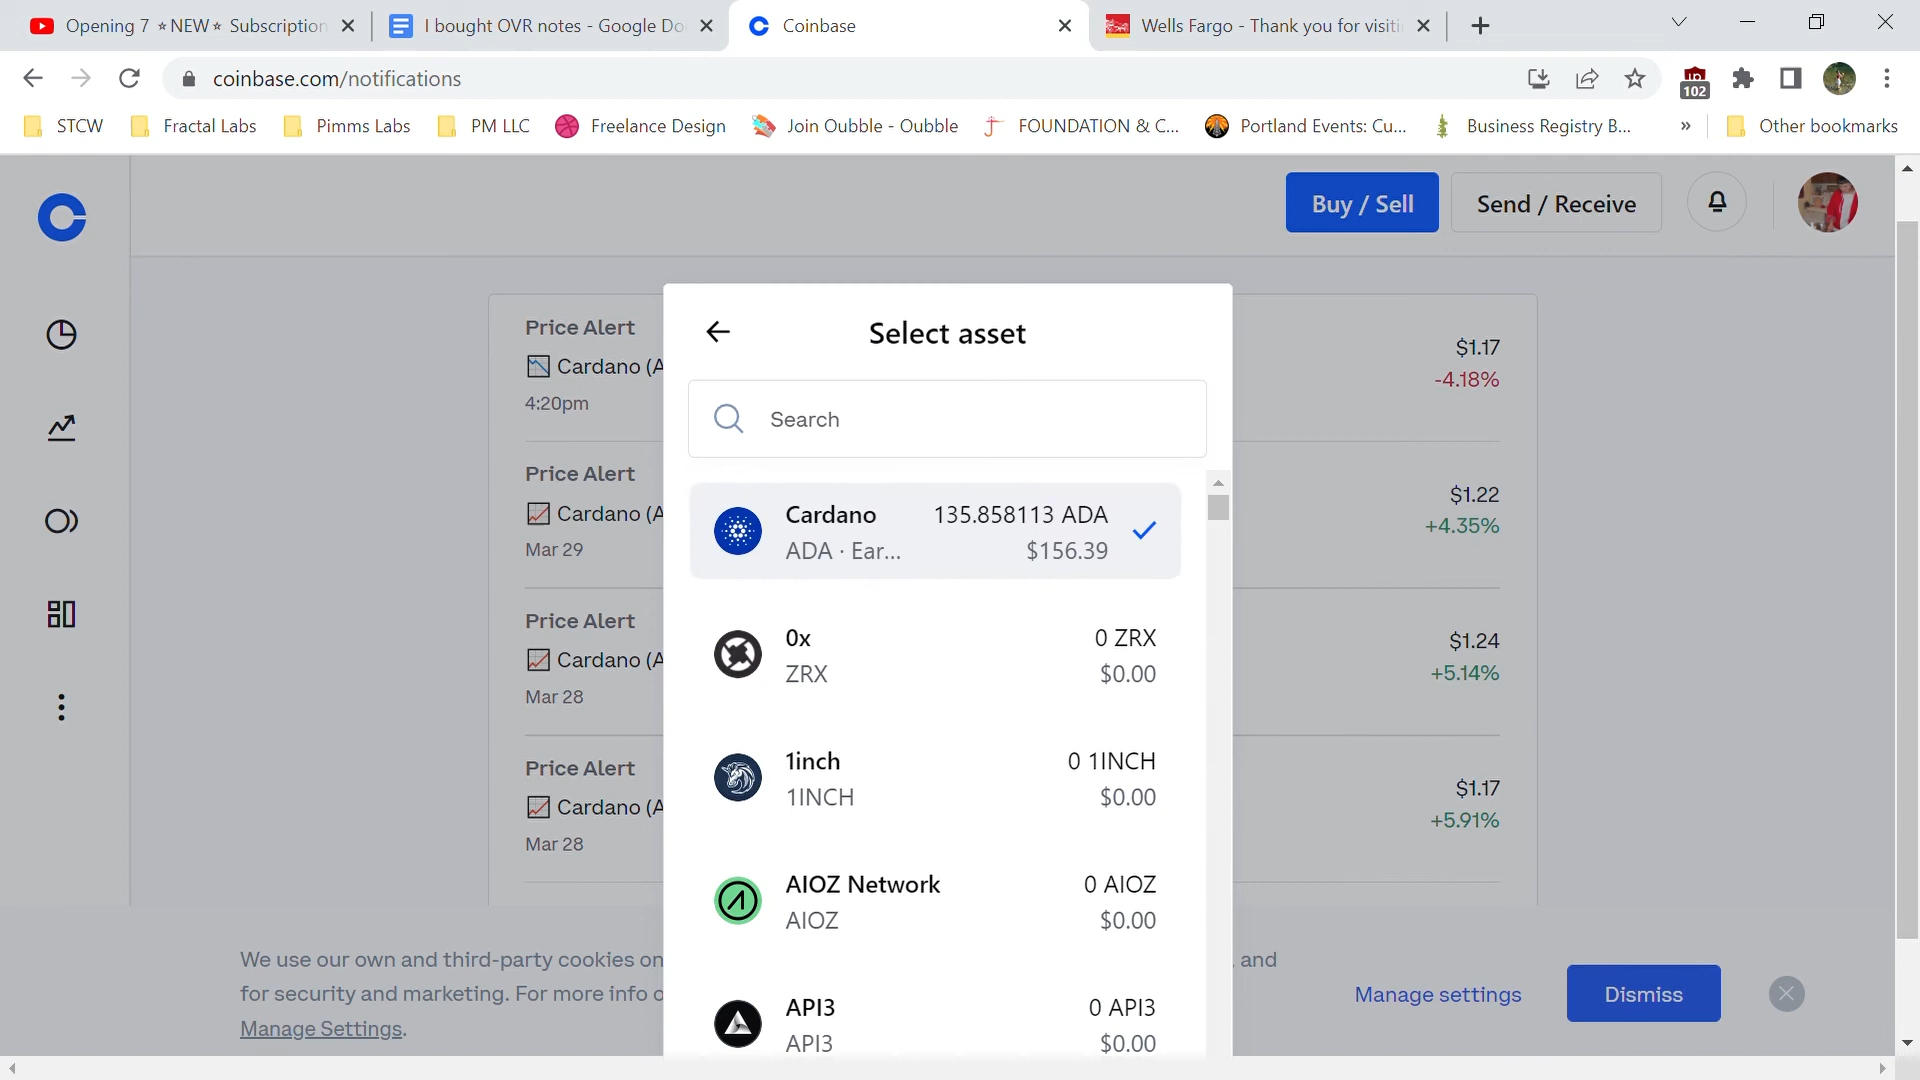 Opening 7 ⭐NEW⭐ Subscription
I bought OVR notes - Google Do
Coinbase
Wells Fargo - Thank you for visiti
coinbase.com/notifications
102
STCW
Fractal Labs
Pimms Labs
PM LLC
Freelance Design
Join Oubble - Oubble
FOUNDATION & C...
Portland Events: Cu...
Business Registry B...
»
Other bookmarks
Buy / Sell
Send / Receive
Price Alert
Cardano (A
4:20pm
$1.17
-4.18%
Price Alert
Cardano (A
Mar 29
$1.22
+4.35%
Price Alert
Cardano (A
Mar 28
$1.24
+5.14%
Price Alert
Cardano (A
Mar 28
$1.17
+5.91%
Select asset
Search
Cardano 135.858113 ADA
ADA · Ear... $156.39
0x 0 ZRX
ZRX $0.00
1inch 0 1INCH
1INCH $0.00
AIOZ Network 0 AIOZ
AIOZ $0.00
API3 0 API3
API3 $0.00
We use our own and third-party cookies on
, and
for security and marketing. For more info o
Manage Settings.
Manage settings
Dismiss